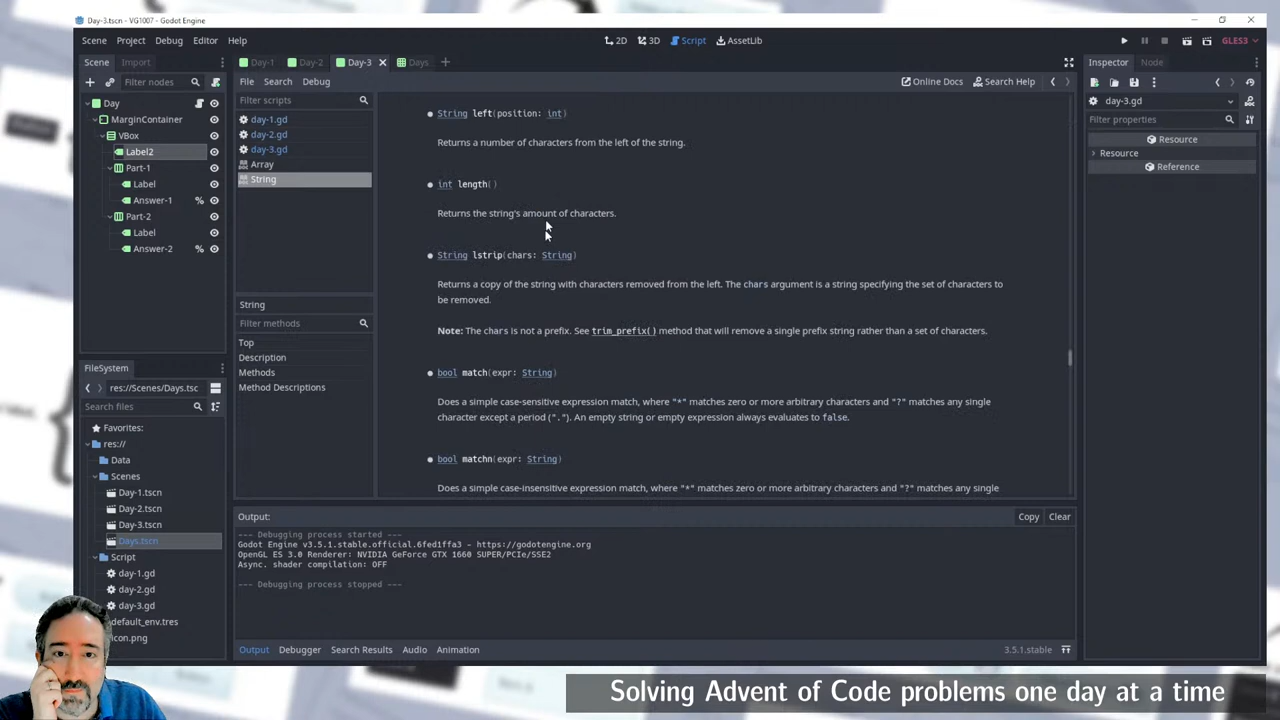 Day-3.tscn - VG1007 - Godot Engine
Scene Project Debug Editor Help
2D 3D Script AssetLib
GLES3
Scene Import
Filter nodes
Day
MarginContainer
VBox
Label2
Part-1
Label
Answer-1 %
Part-2
Label
Answer-2 %
FileSystem
res://Scenes/Days.tsc
Search files
Favorites:
res://
Data
Scenes
Day-1.tscn
Day-2.tscn
Day-3.tscn
Days.tscn
Script
day-1.gd
day-2.gd
day-3.gd
default_env.tres
icon.png
Day-1 Day-2 Day-3 Days
File Search Debug
Online Docs Search Help
Filter scripts
day-1.gd
day-2.gd
day-3.gd
Array
String
String
Filter methods
Top
Description
Methods
Method Descriptions
String left(position: int)
Returns a number of characters from the left of the string.
int length()
Returns the string's amount of characters.
String lstrip(chars: String)
Returns a copy of the string with characters removed from the left. The chars argument is a string specifying the set of characters to
be removed.
Note: The chars is not a prefix. See trim_prefix() method that will remove a single prefix string rather than a set of characters.
bool match(expr: String)
Does a simple case-sensitive expression match, where "*" matches zero or more arbitrary characters and "?" matches any single
character except a period ("."). An empty string or empty expression always evaluates to false.
bool matchn(expr: String)
Does a simple case-insensitive expression match, where "*" matches zero or more arbitrary characters and "?" matches any single
Output:
Copy Clear
--- Debugging process started ---
Godot Engine v3.5.1.stable.official.6fed1ffa3 - https://godotengine.org
OpenGL ES 3.0 Renderer: NVIDIA GeForce GTX 1660 SUPER/PCIe/SSE2
Async. shader compilation: OFF
--- Debugging process stopped ---
Output Debugger Search Results Audio Animation
3.5.1.stable
Inspector Node
day-3.gd
Filter properties
Resource
Resource
Reference
Solving Advent of Code problems one day at a time